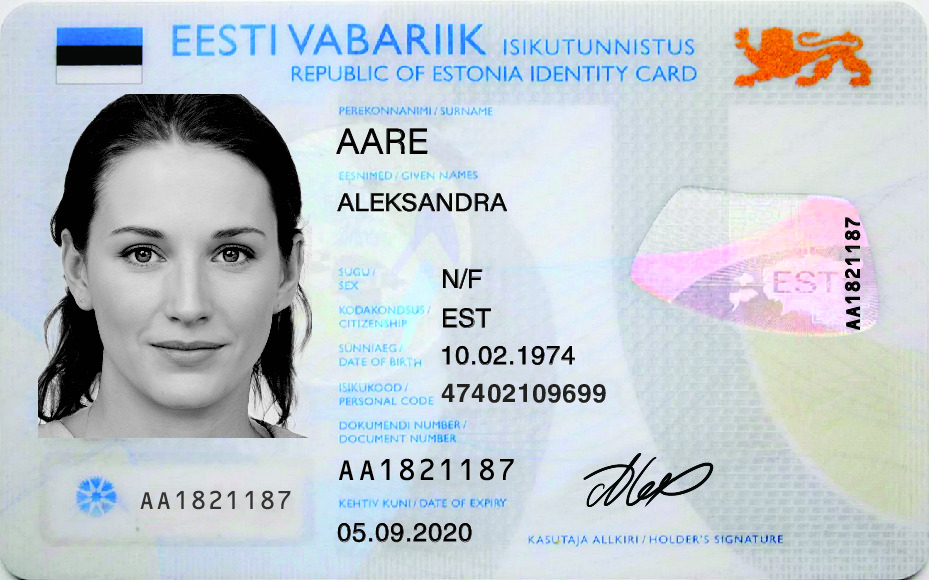 EESTI VABARIIK ISIKUTUNNISTUS
REPUBLIC OF ESTONIA IDENTITY CARD
PEREKONNANIMI / SURNAME
AARE
EESNIMED / GIVEN NAMES
ALEKSANDRA
SUGU /
SEX
N/F
KODAKONDSUS /
CITIZENSHIP
EST
SÜNNIAEG /
DATE OF BIRTH
10.02.1974
ISIKUKOOD /
PERSONAL CODE
47402109699
DOKUMENDI NUMBER /
DOCUMENT NUMBER
AA1821187
KEHTIV KUNI / DATE OF EXPIRY
05.09.2020
AA1821187
KASUTAJA ALLKIRI / HOLDER'S SIGNATURE
EST
AA1821187